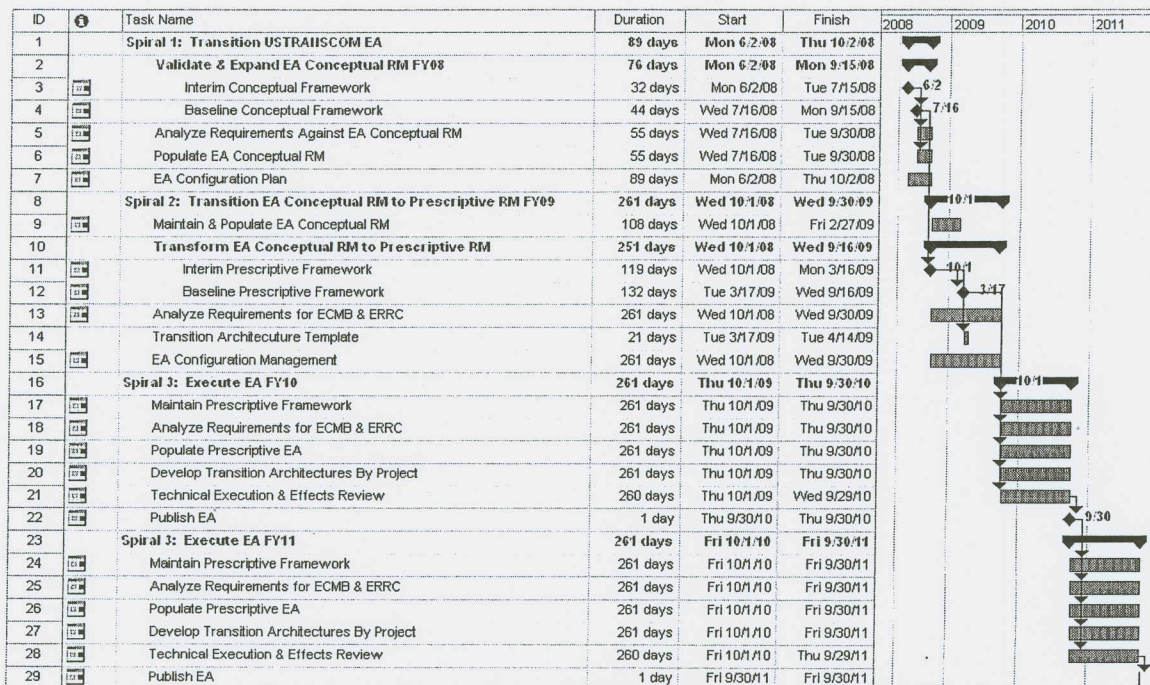 ID Task Name Duration Start Finish 2008 2009 2010 2011
1 Spiral 1: Transition USTRANSCOM EA 89 days Mon 6/2/08 Thu 10/2/08
2 Validate & Expand EA Conceptual RM FY08 76 days Mon 6/2/08 Mon 9/15/08
3 Interim Conceptual Framework 32 days Mon 6/2/08 Tue 7/15/08 6/2
4 Baseline Conceptual Framework 44 days Wed 7/16/08 Mon 9/15/08 7/16
5 Analyze Requirements Against EA Conceptual RM 55 days Wed 7/16/08 Tue 9/30/08
6 Populate EA Conceptual RM 55 days Wed 7/16/08 Tue 9/30/08
7 EA Configuration Plan 89 days Mon 6/2/08 Thu 10/2/08
8 Spiral 2: Transition EA Conceptual RM to Prescriptive RM FY09 261 days Wed 10/1/08 Wed 9/30/09 10/1
9 Maintain & Populate EA Conceptual RM 108 days Wed 10/1/08 Fri 2/27/09
10 Transform EA Conceptual RM to Prescriptive RM 251 days Wed 10/1/08 Wed 9/16/09
11 Interim Prescriptive Framework 119 days Wed 10/1/08 Mon 3/16/09 10/1
12 Baseline Prescriptive Framework 132 days Tue 3/17/09 Wed 9/16/09 3/17
13 Analyze Requirements for ECMB & ERRC 261 days Wed 10/1/08 Wed 9/30/09
14 Transition Architecuture Template 21 days Tue 3/17/09 Tue 4/14/09
15 EA Configuration Management 261 days Wed 10/1/08 Wed 9/30/09
16 Spiral 3: Execute EA FY10 261 days Thu 10/1/09 Thu 9/30/10 10/1
17 Maintain Prescriptive Framework 261 days Thu 10/1/09 Thu 9/30/10
18 Analyze Requirements for ECMB & ERRC 261 days Thu 10/1/09 Thu 9/30/10
19 Populate Prescriptive EA 261 days Thu 10/1/09 Thu 9/30/10
20 Develop Transition Architectures By Project 261 days Thu 10/1/09 Thu 9/30/10
21 Technical Execution & Effects Review 260 days Thu 10/1/09 Wed 9/29/10
22 Publish EA 1 day Thu 9/30/10 Thu 9/30/10 9/30
23 Spiral 3: Execute EA FY11 261 days Fri 10/1/10 Fri 9/30/11
24 Maintain Prescriptive Framework 261 days Fri 10/1/10 Fri 9/30/11
25 Analyze Requirements for ECMB & ERRC 261 days Fri 10/1/10 Fri 9/30/11
26 Populate Prescriptive EA 261 days Fri 10/1/10 Fri 9/30/11
27 Develop Transition Architectures By Project 261 days Fri 10/1/10 Fri 9/30/11
28 Technical Execution & Effects Review 260 days Fri 10/1/10 Thu 9/29/11
29 Publish EA 1 day Fri 9/30/11 Fri 9/30/11